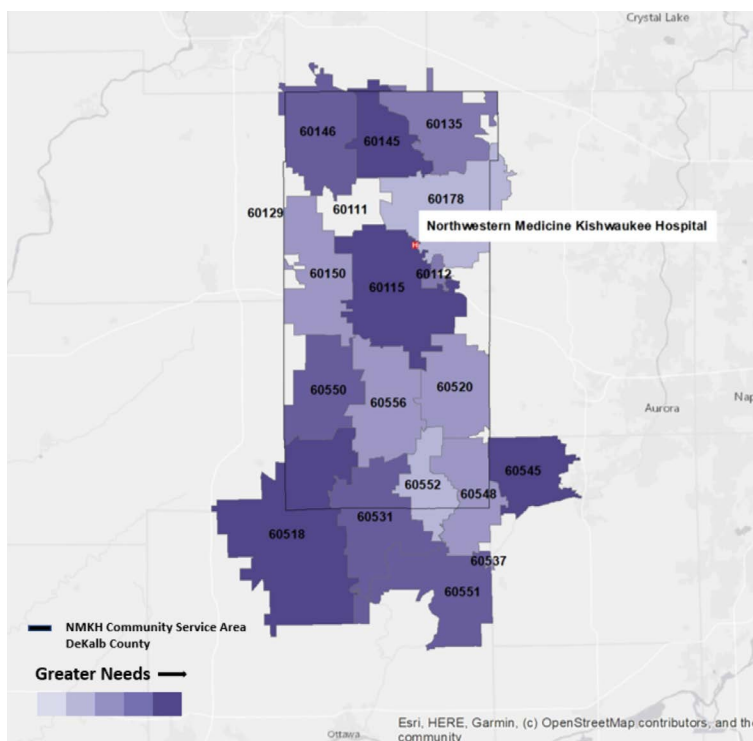 Crystal Lake
60146
60145
60135
60178
60129
60111
Northwestern Medicine Kishwaukee Hospital
H
60150
60115
60112
60550
60556
60520
Aurora
Nap
60545
60552
60548
60518
60531
60537
60551
NMKH Community Service Area
DeKalb County
Greater Needs
Esri, HERE, Garmin, (c) OpenStreetMap contributors, and the
community
Ottawa